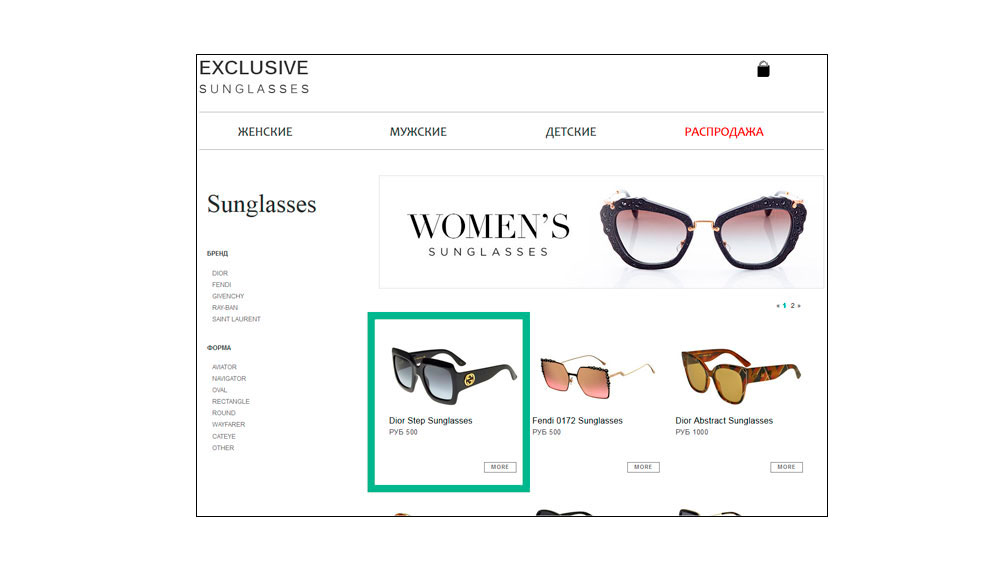 EXCLUSIVE
SUNGLASSES
ЖЕНСКИЕ МУЖСКИЕ ДЕТСКИЕ РАСПРОДАЖА
Sunglasses
БРЕНД
DIOR
FENDI
GIVENCHY
RAY-BAN
SAINT LAURENT
ФОРМА
AVIATOR
NAVIGATOR
OVAL
RECTANGLE
ROUND
WAYFARER
CATEYE
OTHER
WOMEN'S
SUNGLASSES
« 1 2 »
Dior Step Sunglasses
РУБ 500
MORE
Fendi 0172 Sunglasses
РУБ 500
MORE
Dior Abstract Sunglasses
РУБ 1000
MORE